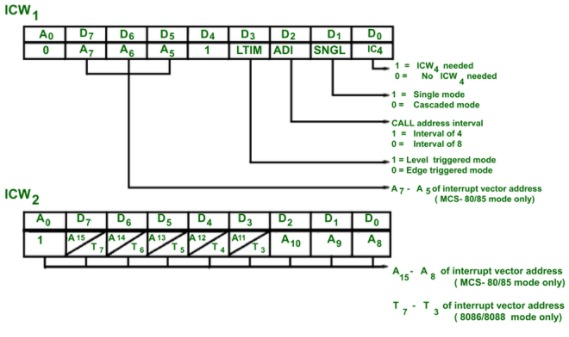 ICW1
A0 D7 D6 D5 D4 D3 D2 D1 D0
0 A7 A6 A5 1 LTIM ADI SNGL IC4
1 = ICW4 needed
0 = No ICW4 needed
1 = Single mode
0 = Cascaded mode
CALL address interval
1 = Interval of 4
0 = Interval of 8
1 = Level triggered mode
0 = Edge triggered mode
A7 - A5 of interrupt vector address
( MCS- 80/85 mode only)
ICW2
A0 D7 D6 D5 D4 D3 D2 D1 D0
1 A15 T7 A14 T6 A13 T5 A12 T4 A11 T3 A10 A9 A8
A15- A8 of interrupt vector address
( MCS- 80/85 mode only)
T7 - T3 of interrupt vector address
( 8086/8088 mode only)